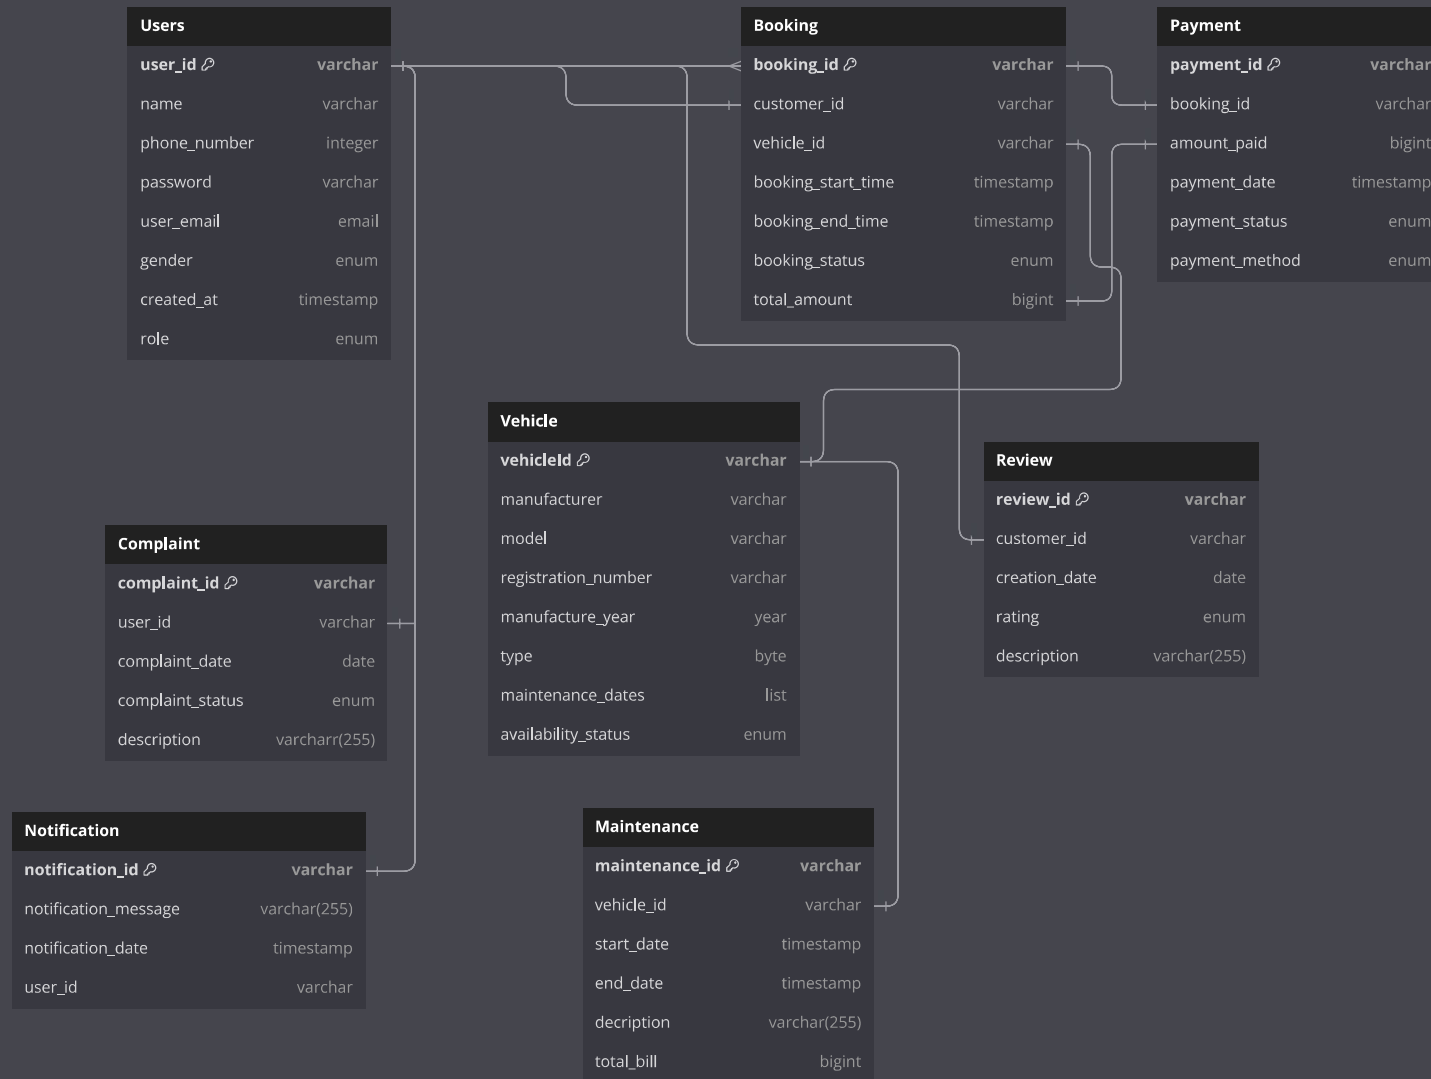 Users
user_id varchar
name varchar
phone_number integer
password varchar
user_email email
gender enum
created_at timestamp
role enum
Booking
booking_id varchar
customer_id varchar
vehicle_id varchar
booking_start_time timestamp
booking_end_time timestamp
booking_status enum
total_amount bigint
Payment
payment_id varchar
booking_id varchar
amount_paid bigint
payment_date timestamp
payment_status enum
payment_method enum
Vehicle
vehicleId varchar
manufacturer varchar
model varchar
registration_number varchar
manufacture_year year
type byte
maintenance_dates list
availability_status enum
Review
review_id varchar
customer_id varchar
creation_date date
rating enum
description varchar(255)
Complaint
complaint_id varchar
user_id varchar
complaint_date date
complaint_status enum
description varcharr(255)
Notification
notification_id varchar
notification_message varchar(255)
notification_date timestamp
user_id varchar
Maintenance
maintenance_id varchar
vehicle_id varchar
start_date timestamp
end_date timestamp
decription varchar(255)
total_bill bigint